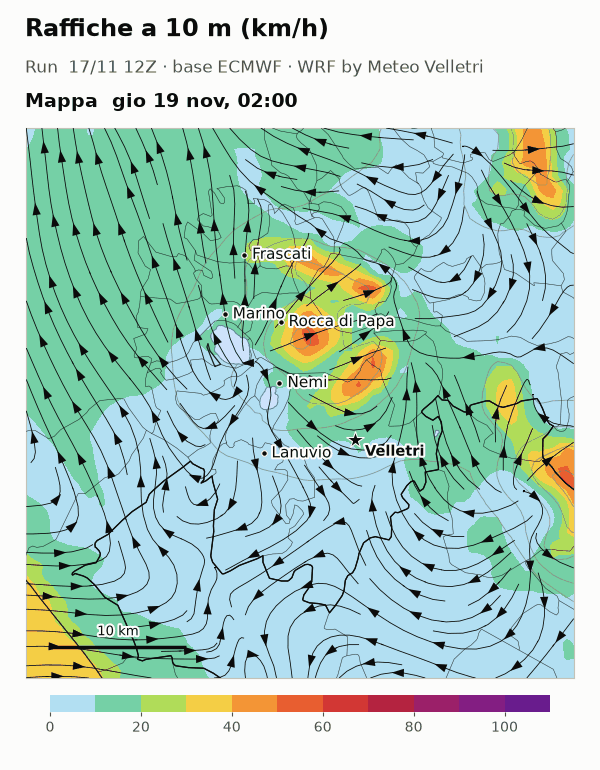 Raffiche a 10 m (km/h)
Run  17/11 12Z · base ECMWF · WRF by Meteo Velletri
Mappa  gio 19 nov, 02:00
Frascati
Marino
Rocca di Papa
Nemi
Velletri
Lanuvio
10 km
0 20 40 60 80 100